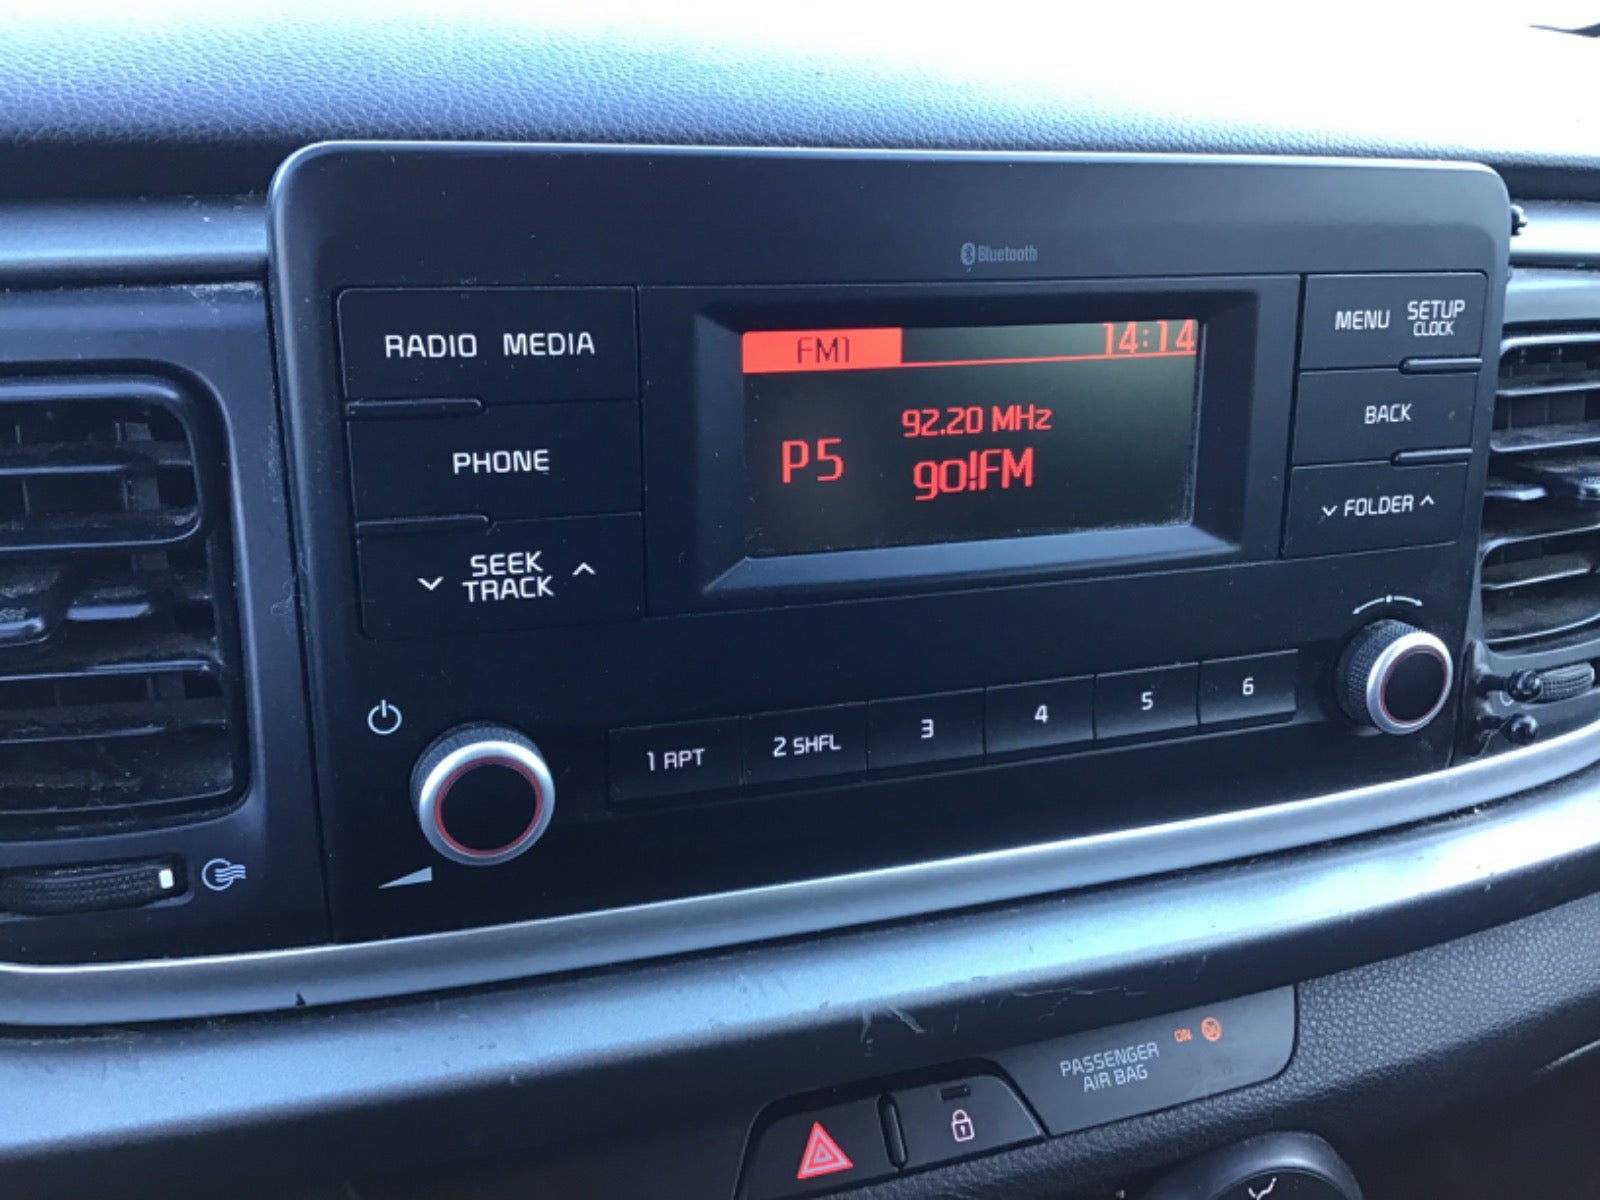 Bluetooth
RADIO MEDIA
PHONE
SEEK
TRACK
FM1 14:14
92.20 MHz
P5
go!FM
MENU SETUP
CLOCK
BACK
FOLDER
1 RPT 2 SHFL 3 4 5 6
PASSENGER
AIR BAG
ON